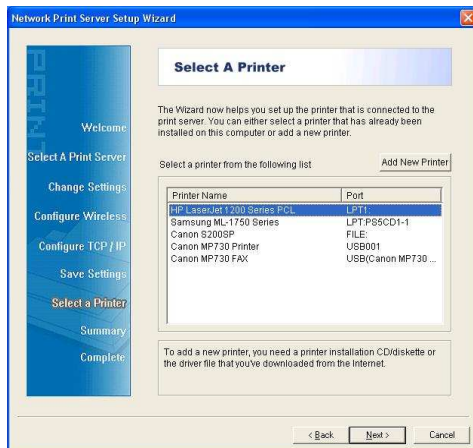 Network Print Server Setup Wizard
PRINT
Welcome
Select A Print Server
Change Settings
Configure Wireless
Configure TCP / IP
Save Settings
Select a Printer
Summary
Complete
Select A Printer
The Wizard now helps you set up the printer that is connected to the
print server. You can either select a printer that has already been
installed on this computer or add a new printer.
Select a printer from the following list
Add New Printer
Printer Name Port
HP LaserJet 1200 Series PCL LPT1:
Samsung ML-1750 Series LPT:PS5CD1-1
Canon S200SP FILE:
Canon MP730 Printer USB001
Canon MP730 FAX USB(Canon MP730 ...
To add a new printer, you need a printer installation CD/diskette or
the driver file that you've downloaded from the Internet.
< Back Next > Cancel